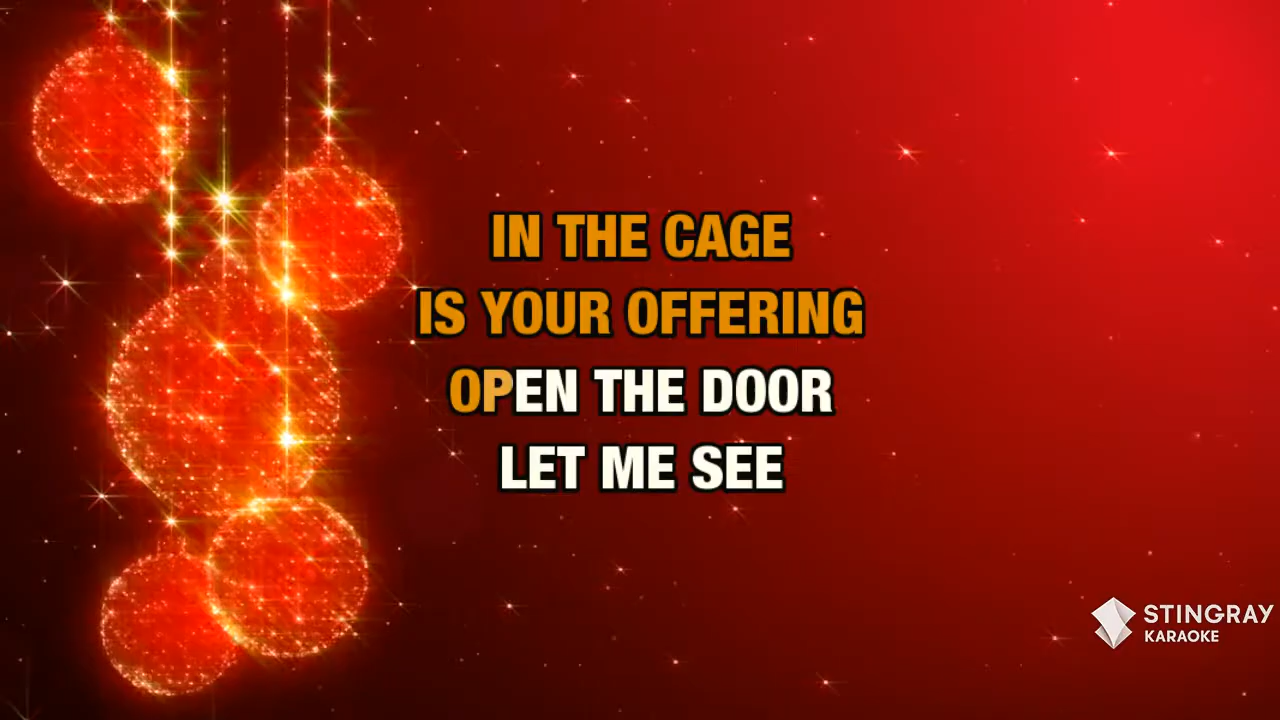 IN THE CAGE
IS YOUR OFFERING
OPEN THE DOOR
LET ME SEE
STINGRAY
KARAOKE